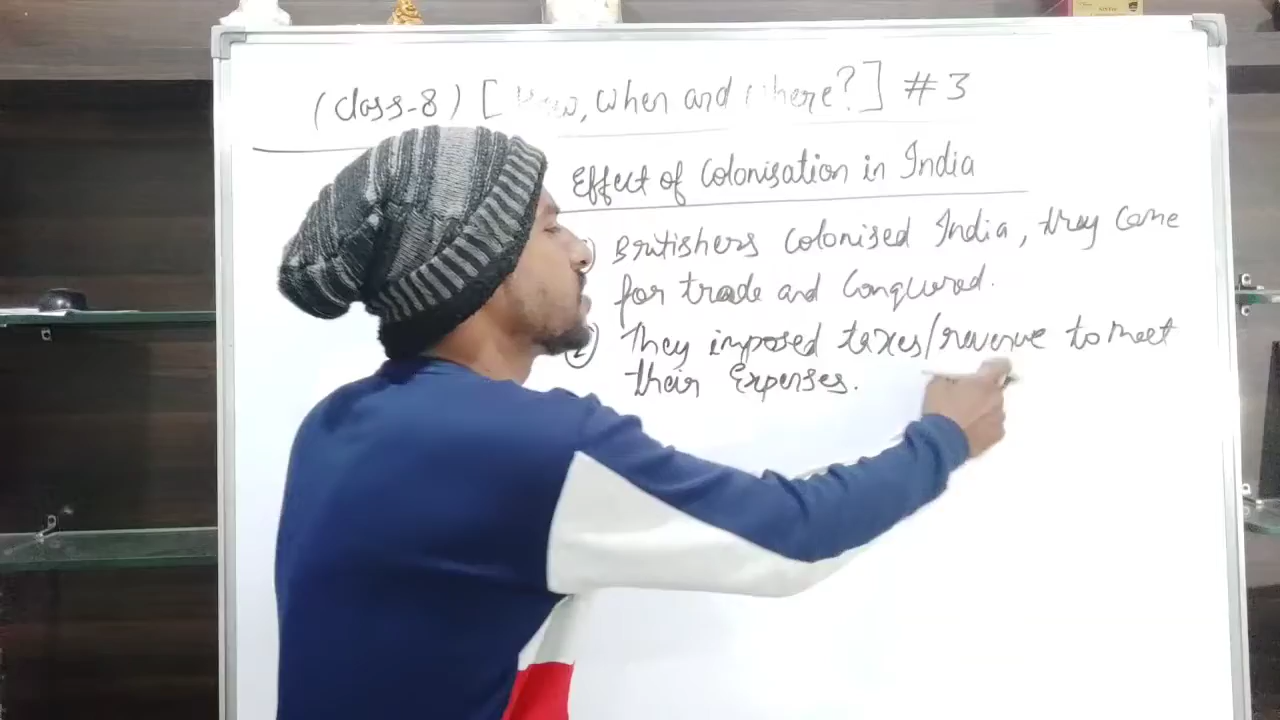 (Class-8) [How, When and Where?] #3
Effect of Colonisation in India
1) Britishers Colonised India, they Came
for trade and Conquered.
2) They imposed taxes/revenue to meet
their Expenses.